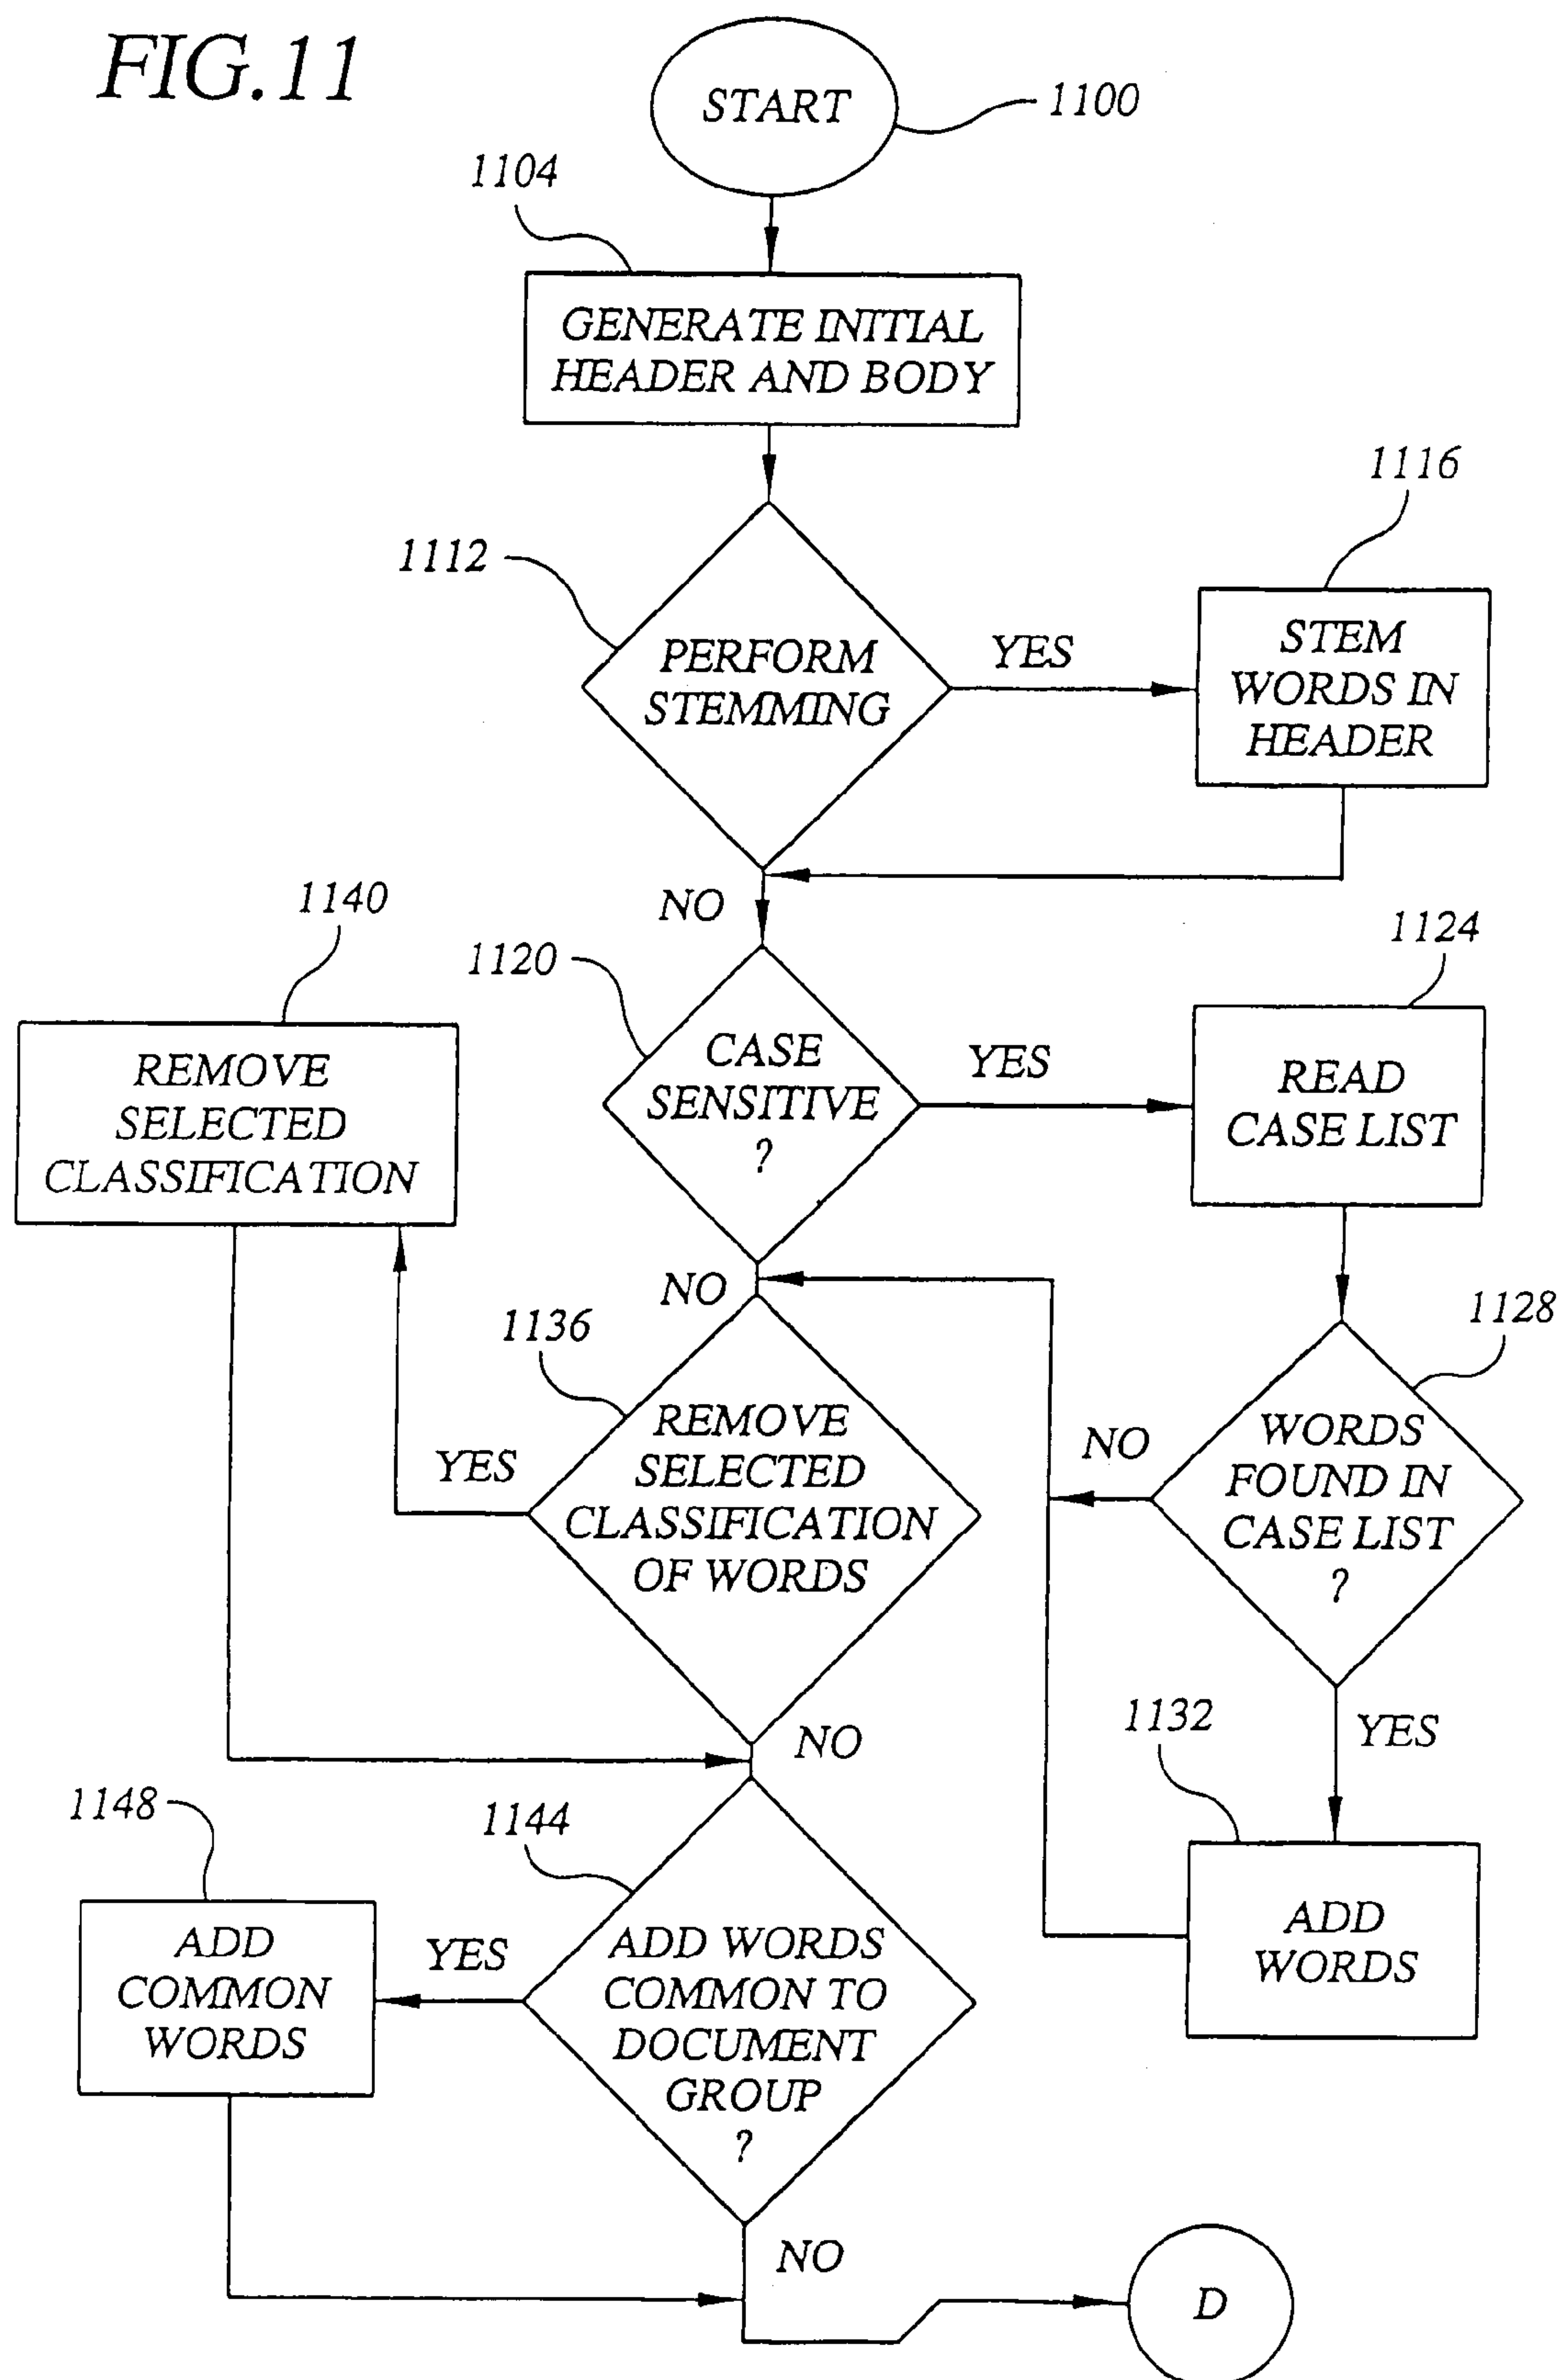 FIG.11
START
1100
1104
GENERATE INITIAL
HEADER AND BODY
1116
1112
PERFORM
STEMMING
YES
STEM
WORDS IN
HEADER
NO
1140
1120
1124
REMOVE
SELECTED
CLASSIFICATION
CASE
SENSITIVE
?
YES
READ
CASE LIST
NO
1136
1128
REMOVE
SELECTED
CLASSIFICATION
OF WORDS
YES
NO
WORDS
FOUND IN
CASE LIST
?
NO
1132
YES
1148
1144
ADD
COMMON
WORDS
YES
ADD WORDS
COMMON TO
DOCUMENT
GROUP
?
ADD
WORDS
NO
D